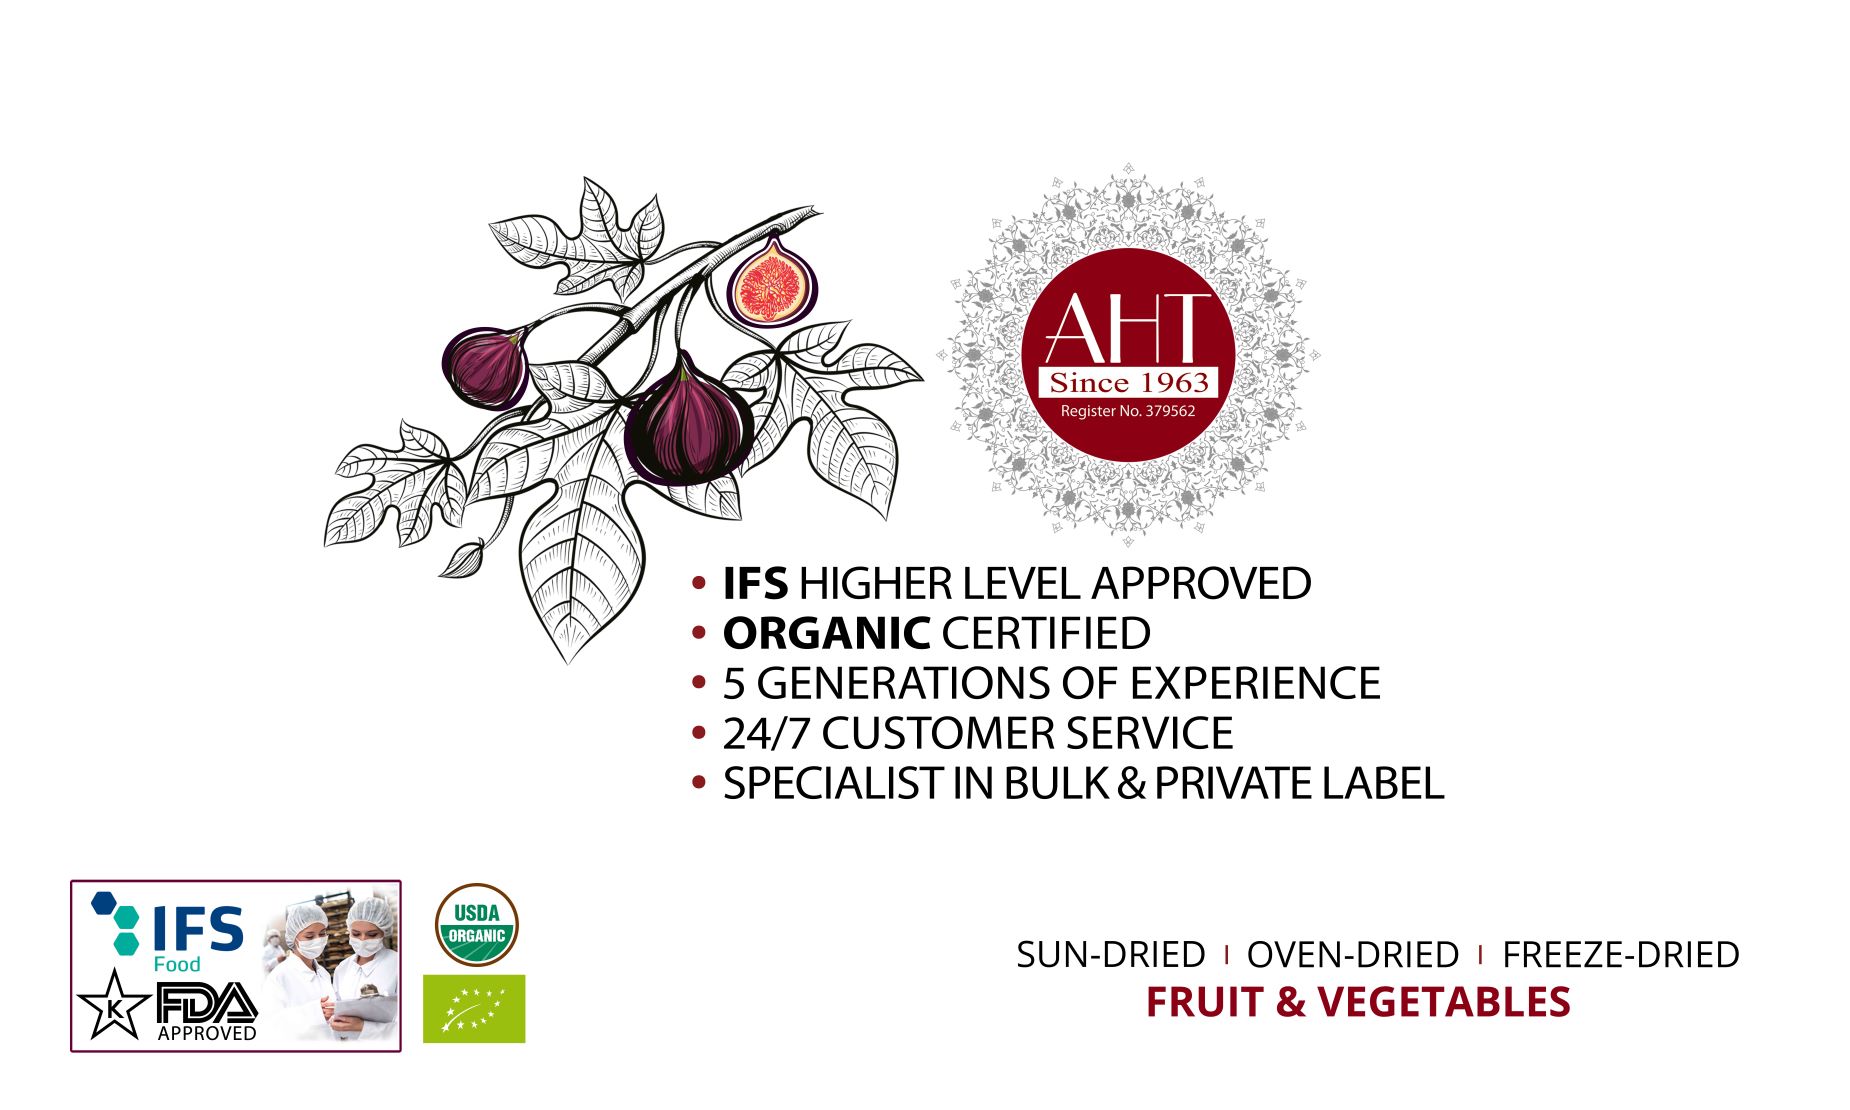 AHT
Since 1963
Register No. 379562
• IFS HIGHER LEVEL APPROVED
• ORGANIC CERTIFIED
• 5 GENERATIONS OF EXPERIENCE
• 24/7 CUSTOMER SERVICE
• SPECIALIST IN BULK & PRIVATE LABEL
IFS
Food
K
FDA
APPROVED
USDA
ORGANIC
SUN-DRIED | OVEN-DRIED | FREEZE-DRIED
FRUIT & VEGETABLES